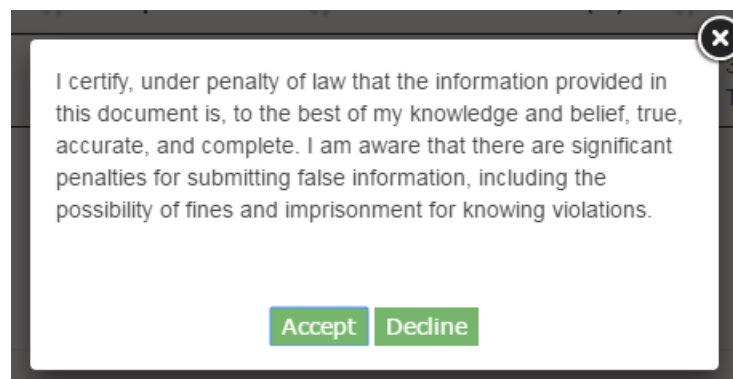 I certify, under penalty of law that the information provided in
this document is, to the best of my knowledge and belief, true,
accurate, and complete. I am aware that there are significant
penalties for submitting false information, including the
possibility of fines and imprisonment for knowing violations.
Accept Decline